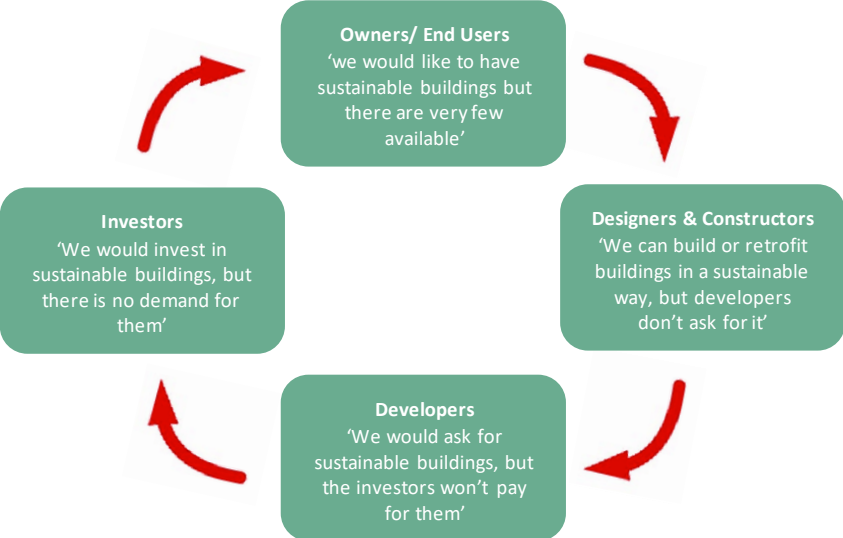 Owners/ End Users
‘we would like to have
sustainable buildings but
there are very few
available’
Designers & Constructors
‘We can build or retrofit
buildings in a sustainable
way, but developers
don’t ask for it’
Developers
‘We would ask for
sustainable buildings, but
the investors won’t pay
for them’
Investors
‘We would invest in
sustainable buildings, but
there is no demand for
them’